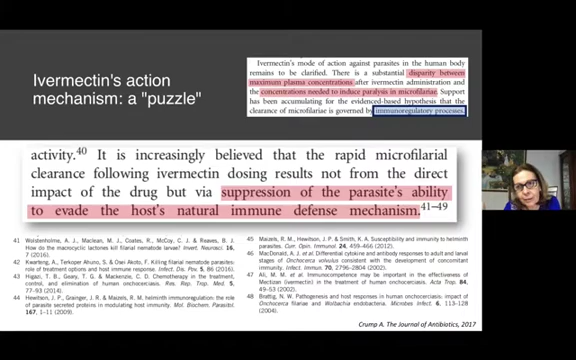 Ivermectin's action
mechanism: a "puzzle"
Ivermectin's mode of action against parasites in the human body
remains to be clarified. There is a substantial disparity between
maximum plasma concentrations after ivermectin administration and
the concentrations needed to induce paralysis in microfilariae. Support
has been accumulating for the evidenced-based hypothesis that the
clearance of microfilariae is governed by immunoregulatory processes.
activity.40 It is increasingly believed that the rapid microfilarial
clearance following ivermectin dosing results not from the direct
impact of the drug but via suppression of the parasite's ability
to evade the host's natural immune defense mechanism.41–49
41 Wolstenholme, A. J., Maclean, M. J., Coates, R., McCoy, C. J. & Reaves, B. J.
How do the macrocyclic lactones kill filarial nematode larvae? Invert. Neurosci. 16,
7 (2016).
42 Kwarteng, A., Terkoper Ahuno, S. & Osei Akoto, F. Killing filarial nematode parasites:
role of treatment options and host immune response. Infect. Dis. Pov. 5, 86 (2016).
43
control, and elimination of human onchocerciasis. Res. Rep. Trop. Med. 5,
77–93 (2014).
44 Hewitson, J. P., Grainger, J. R. & Maizels, R. M. Helminth immunoregulation: the role
of parasite secreted proteins in modulating host immunity. Mol. Biochem. Parasitol.
167, 1–11 (2009).
45 Maizels, R. M., Hewitson, J. P. & Smith, K. A. Susceptibility and immunity to helminth
parasites. Curr. Opin. Immunol. 24, 459–466 (2012).
46 MacDonald, A. J. et al. Differential cytokine and antibody responses to adult and larval
stages of Onchocerca volvulus consistent with the development of concomitant
immunity. Infect. Immun. 70, 2796–2804 (2002).
47 Ali, M. M. et al. Immunocompetence may be important in the effectiveness of
Mectizan (ivermectin) in the treatment of human onchocerciasis. Acta Trop. 84,
49–53 (2002).
48 Brattig, N. W. Pathogenesis and host responses in human onchocerciasis: impact of
Onchocerca filariae and Wolbachia endobacteria. Microbes Infect. 6, 113–128
(2004).
Crump A. The Journal of Antibiotics, 2017